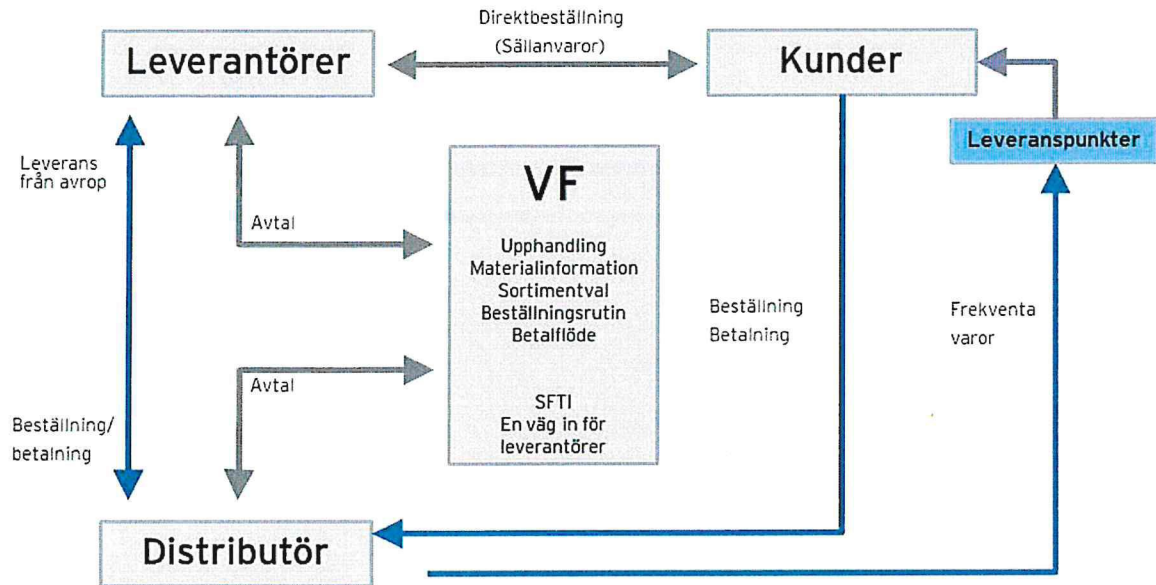 Direktbeställning
(Sällanvaror)
Leverantörer
Kunder
Leveranspunkter
Leverans
från avrop
Avtal
VF
Upphandling
Materialinformation
Sortimentval
Beställningsrutin
Betalflöde
SFTI
En väg in för
leverantörer
Beställning
Betalning
Frekventa
varor
Avtal
Beställning/
betalning
Distributör